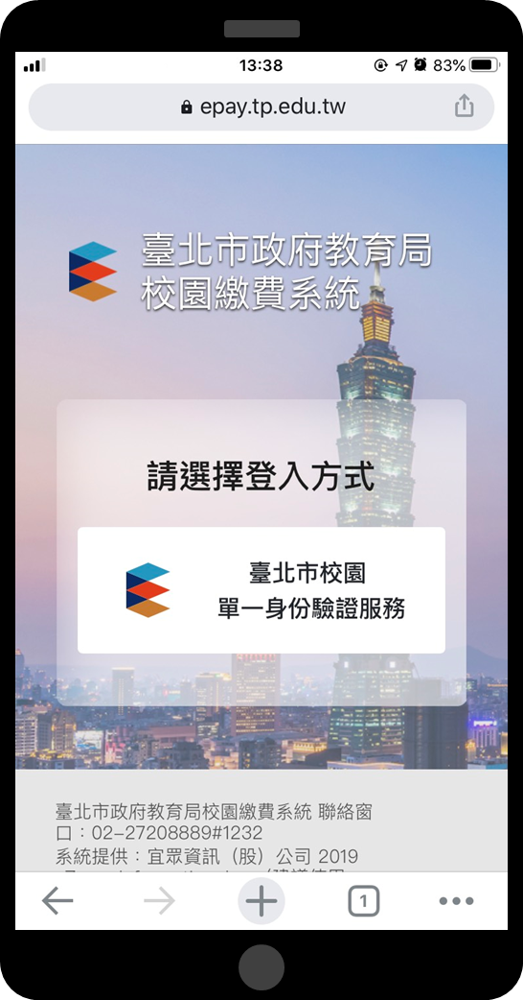 13:38
83%
epay.tp.edu.tw
臺北市政府教育局
校園繳費系統
請選擇登入方式
臺北市校園
單一身份驗證服務
臺北市政府教育局校園繳費系統 聯絡窗
口：02-27208889#1232
系統提供：宜眾資訊（股）公司 2019
1